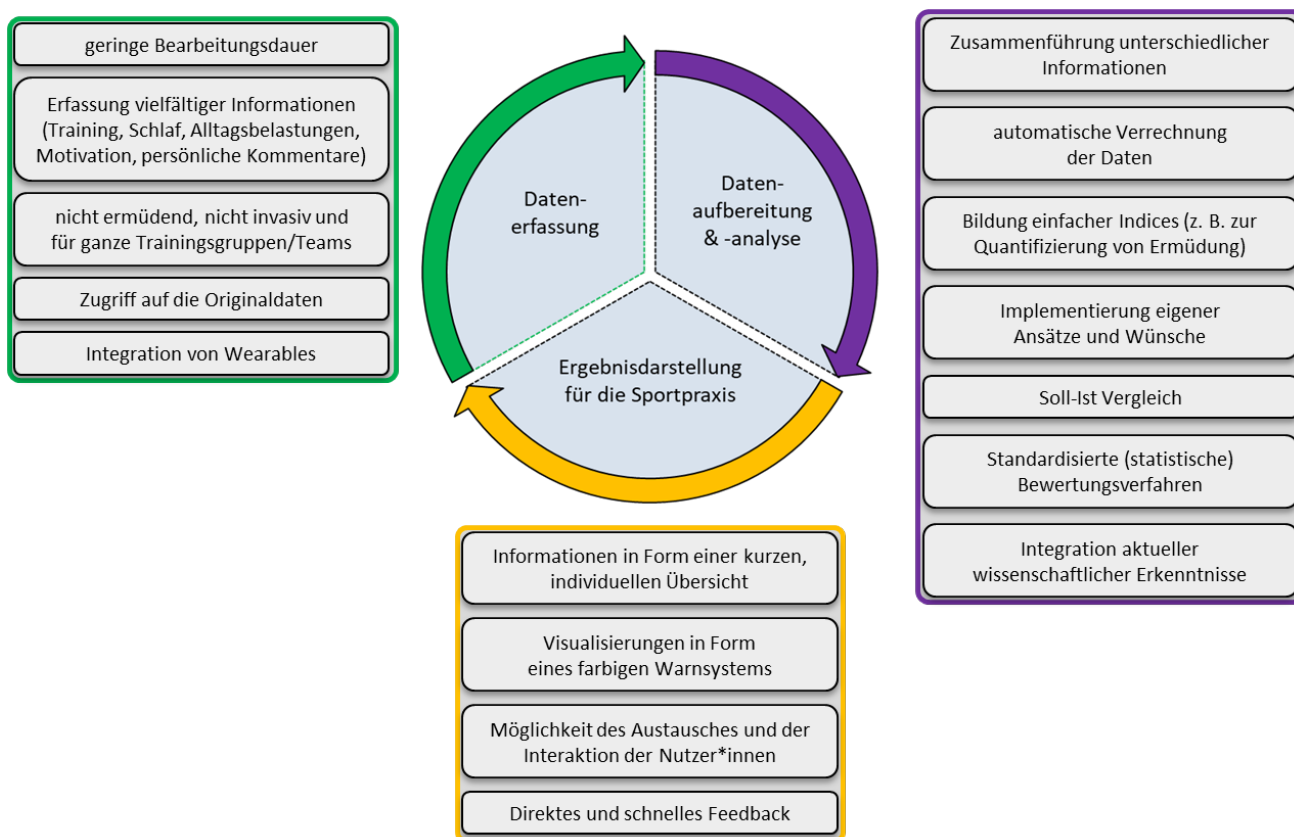 geringe Bearbeitungsdauer
Erfassung vielfältiger Informationen
(Training, Schlaf, Alltagsbelastungen,
Motivation, persönliche Kommentare)
nicht ermüdend, nicht invasiv und
für ganze Trainingsgruppen/Teams
Zugriff auf die Originaldaten
Integration von Wearables
Daten-
erfassung
Daten-
aufbereitung
& -analyse
Ergebnisdarstellung
für die Sportpraxis
Zusammenführung unterschiedlicher
Informationen
automatische Verrechnung
der Daten
Bildung einfacher Indices (z. B. zur
Quantifizierung von Ermüdung)
Implementierung eigener
Ansätze und Wünsche
Soll-Ist Vergleich
Standardisierte (statistische)
Bewertungsverfahren
Integration aktueller
wissenschaftlicher Erkenntnisse
Informationen in Form einer kurzen,
individuellen Übersicht
Visualisierungen in Form
eines farbigen Warnsystems
Möglichkeit des Austausches und der
Interaktion der Nutzer*innen
Direktes und schnelles Feedback